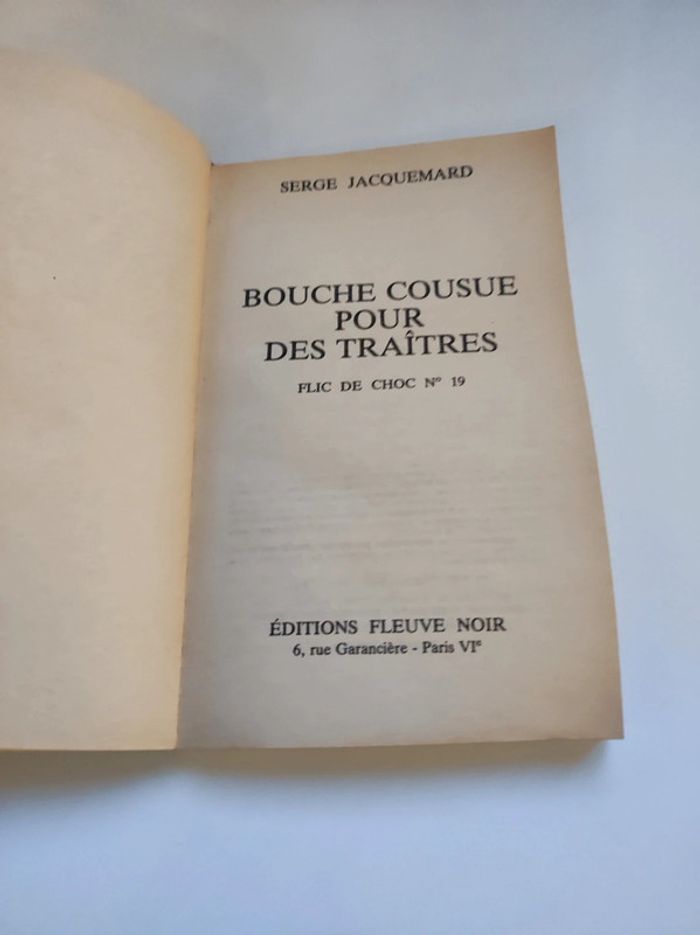 SERGE JACQUEMARD
BOUCHE COUSUE
POUR
DES TRAÎTRES
FLIC DE CHOC N° 19
ÉDITIONS FLEUVE NOIR
6, rue Garancière - Paris VIᵉ